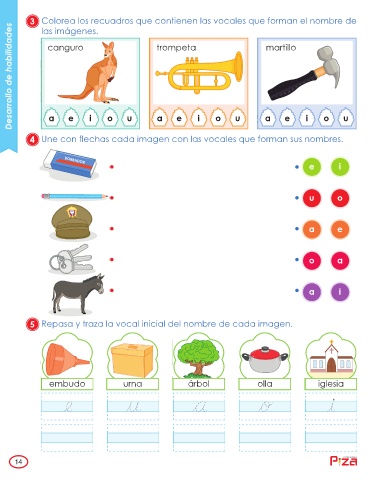 Desarrollo de habilidades
3 Colorea los recuadros que contienen las vocales que forman el nombre de
las imágenes.
canguro
trompeta
martillo
a e i o u
a e i o u
a e i o u
4 Une con flechas cada imagen con las vocales que forman sus nombres.
BORRADOR
e i
u o
a e
o a
a i
5 Repasa y traza la vocal inicial del nombre de cada imagen.
embudo
urna
árbol
olla
iglesia
e u a o i
14
Piza